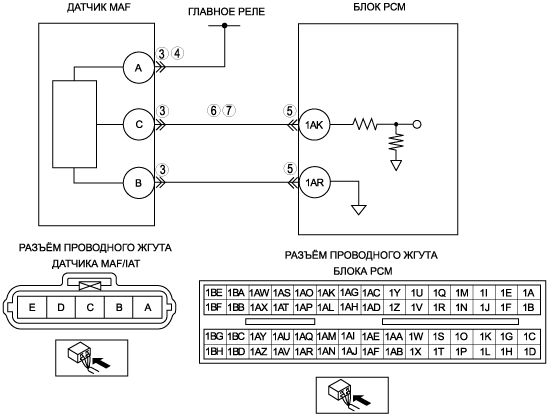 ДАТЧИК MAF
ГЛАВНОЕ РЕЛЕ
БЛОК PCM
A
3 4
C
3
6 7
5
1AK
B
3
5
1AR
РАЗЪЁМ ПРОВОДНОГО ЖГУТА
ДАТЧИКА MAF/IAT
E D C B A
РАЗЪЁМ ПРОВОДНОГО ЖГУТА
БЛОКА PCM
1BE 1BA 1AW 1AS 1AO 1AK 1AG 1AC 1Y 1U 1Q 1M 1I 1E 1A
1BF 1BB 1AX 1AT 1AP 1AL 1AH 1AD 1Z 1V 1R 1N 1J 1F 1B
1BG 1BC 1AY 1AU 1AQ 1AM 1AI 1AE 1AA 1W 1S 1O 1K 1G 1C
1BH 1BD 1AZ 1AV 1AR 1AN 1AJ 1AF 1AB 1X 1T 1P 1L 1H 1D